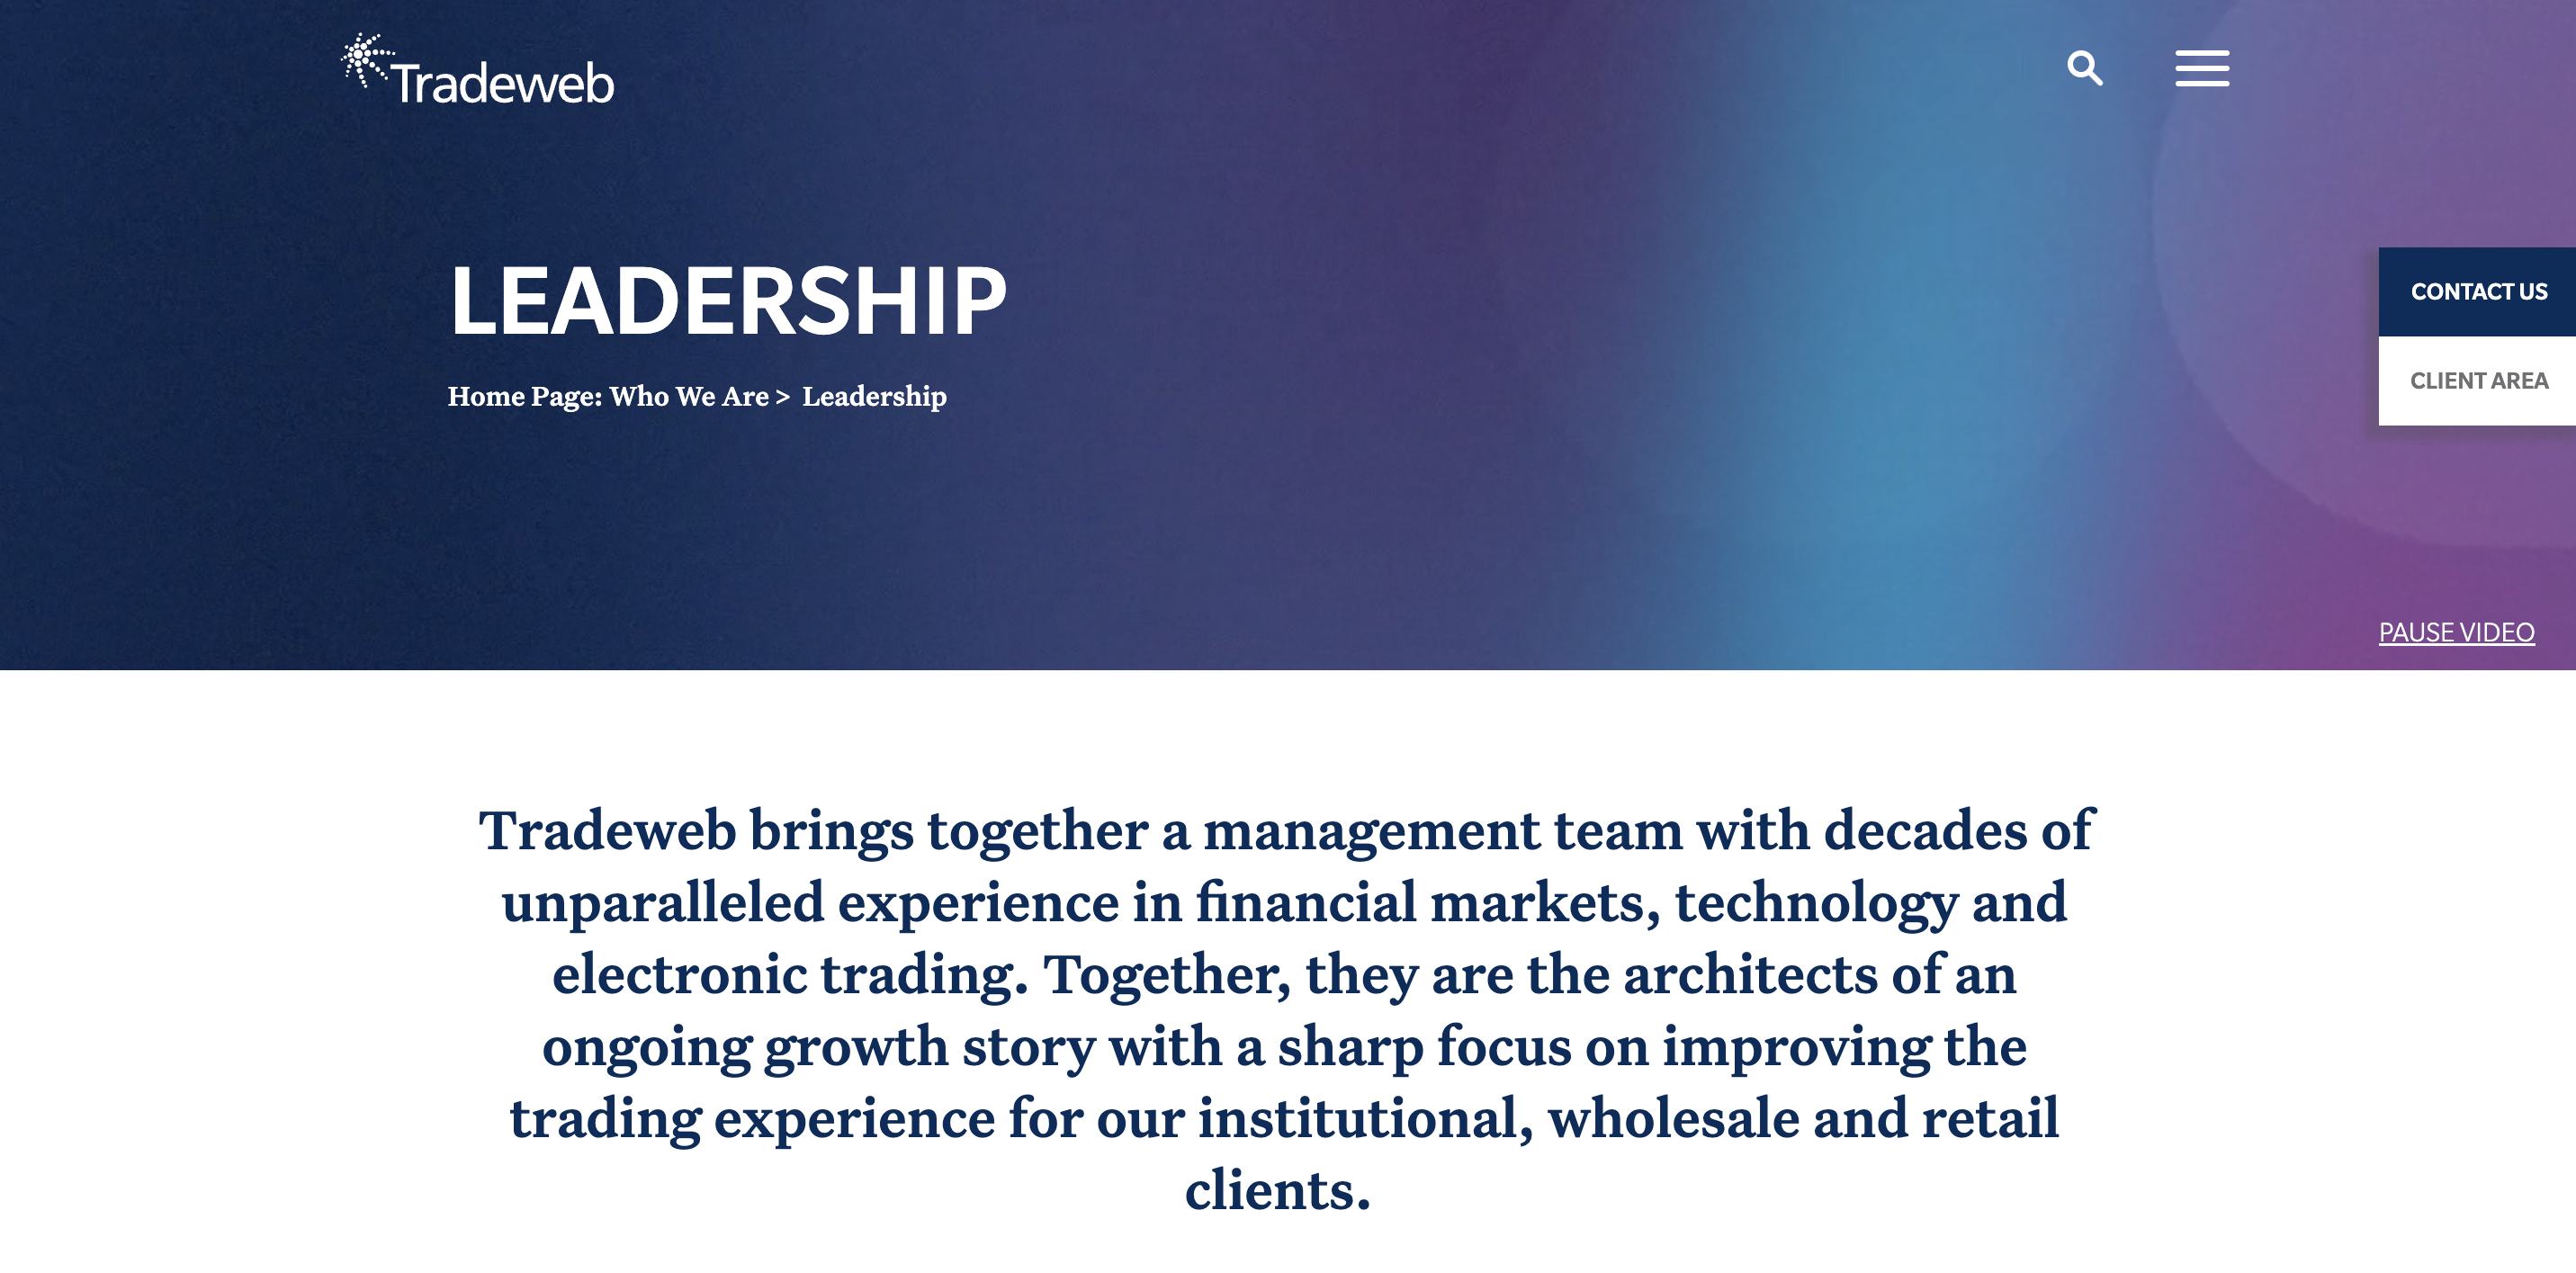 Tradeweb
LEADERSHIP
Home Page: Who We Are > Leadership
CONTACT US
CLIENT AREA
PAUSE VIDEO
Tradeweb brings together a management team with decades of
unparalleled experience in financial markets, technology and
electronic trading. Together, they are the architects of an
ongoing growth story with a sharp focus on improving the
trading experience for our institutional, wholesale and retail
clients.